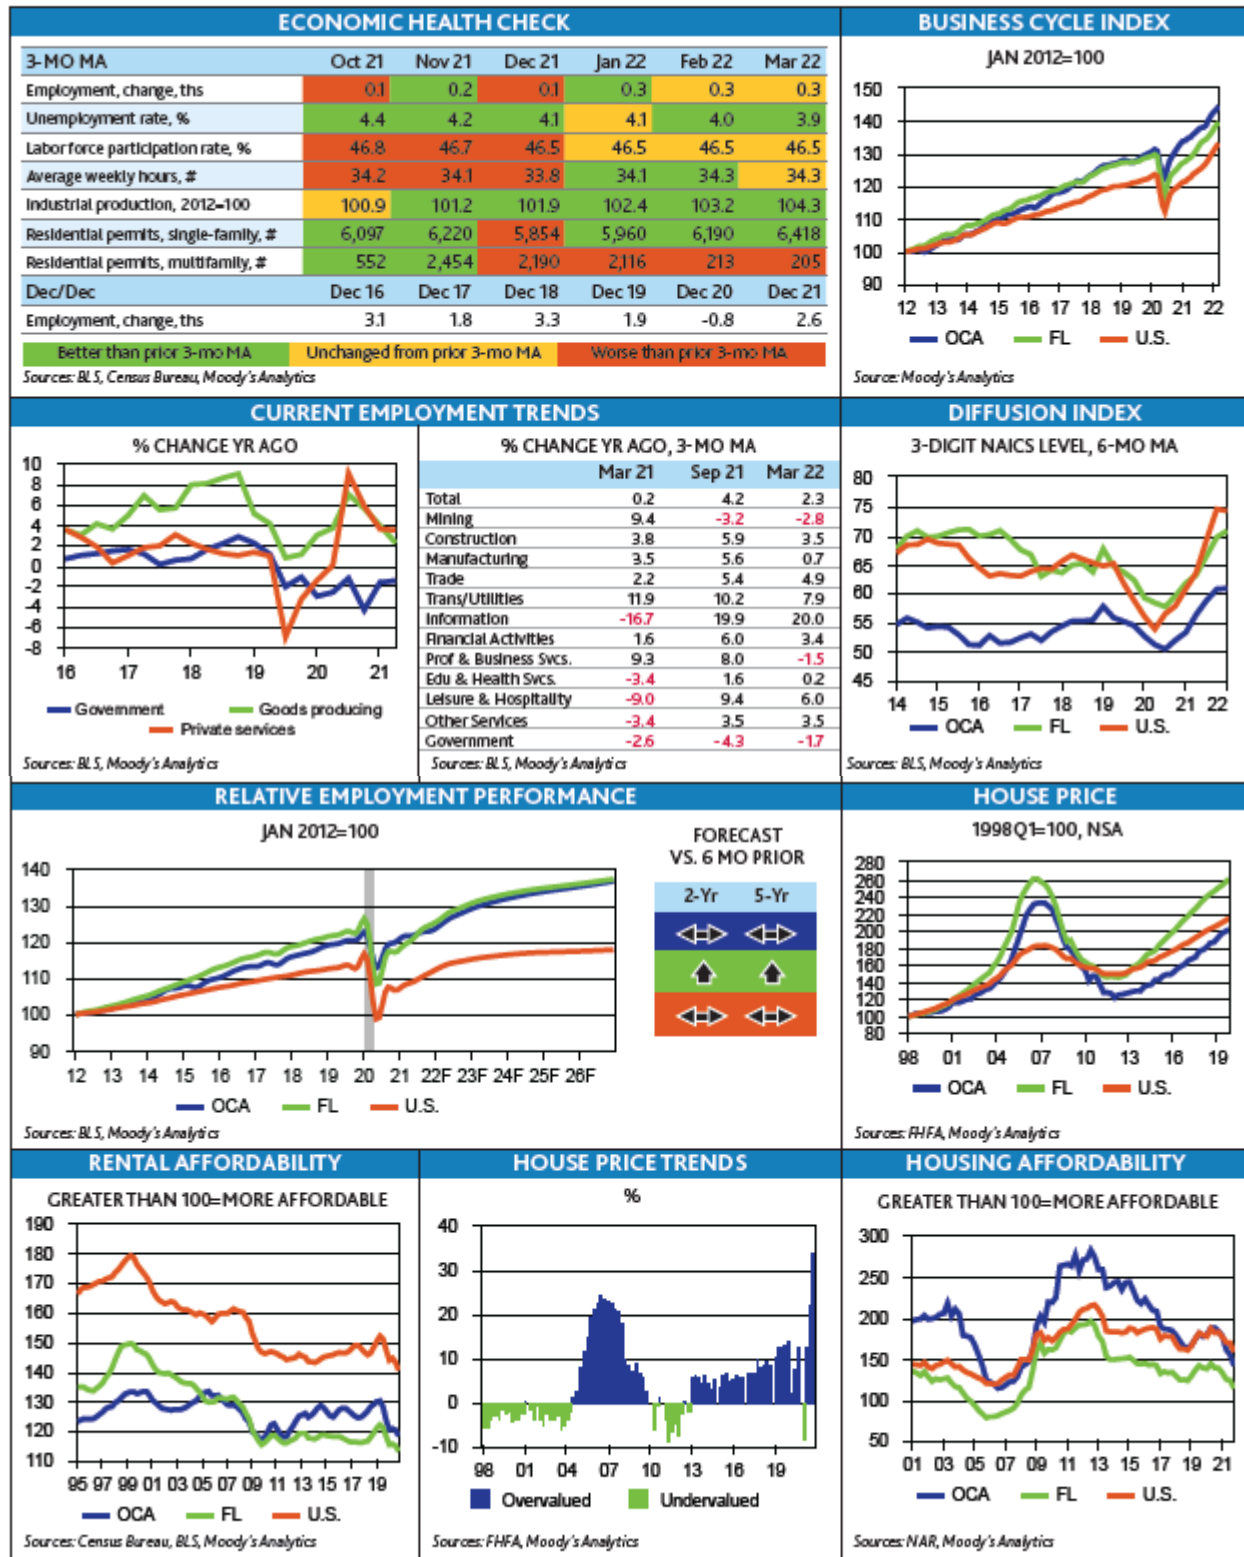 ECONOMIC HEALTH CHECK
3-MO MA Oct 21 Nov 21 Dec 21 Jan 22 Feb 22 Mar 22
Employment, change, ths 0.1 0.2 0.1 0.3 0.3 0.3
Unemployment rate, % 4.4 4.2 4.1 4.1 4.0 3.9
Labor force participation rate, % 46.8 46.7 46.5 46.5 46.5 46.5
Average weekly hours, # 34.2 34.1 33.8 34.1 34.3 34.3
Industrial production, 2012=100 100.9 101.2 101.9 102.4 103.2 104.3
Residential permits, single-family, # 6,097 6,220 5,854 5,960 6,190 6,418
Residential permits, multifamily, # 552 2,454 2,190 2,116 213 205
Dec/Dec Dec 16 Dec 17 Dec 18 Dec 19 Dec 20 Dec 21
Employment, change, ths 3.1 1.8 3.3 1.9 -0.8 2.6
Better than prior 3-mo MA Unchanged from prior 3-mo MA Worse than prior 3-mo MA
Sources: BLS, Census Bureau, Moody's Analytics
BUSINESS CYCLE INDEX
JAN 2012=100
150
140
130
120
110
100
90
12 13 14 15 16 17 18 19 20 21 22
OCA FL U.S.
Source: Moody's Analytics
CURRENT EMPLOYMENT TRENDS
% CHANGE YR AGO
10
8
6
4
2
0
-2
-4
-6
-8
16 17 18 19 20 21
Government Goods producing
Private services
Sources: BLS, Moody's Analytics
% CHANGE YR AGO, 3-MO MA
Mar 21 Sep 21 Mar 22
Total 0.2 4.2 2.3
Mining 9.4 -3.2 -2.8
Construction 3.8 5.9 3.5
Manufacturing 3.5 5.6 0.7
Trade 2.2 5.4 4.9
Trans/Utilities 11.9 10.2 7.9
Information -16.7 19.9 20.0
Financial Activities 1.6 6.0 3.4
Prof & Business Svcs. 9.3 8.0 -1.5
Edu & Health Svcs. -3.4 1.6 0.2
Leisure & Hospitality -9.0 9.4 6.0
Other Services -3.4 3.5 3.5
Government -2.6 -4.3 -1.7
Sources: BLS, Moody's Analytics
DIFFUSION INDEX
3-DIGIT NAICS LEVEL, 6-MO MA
80
75
70
65
60
55
50
45
14 15 16 17 18 19 20 21 22
OCA FL U.S.
Sources: BLS, Moody's Analytics
RELATIVE EMPLOYMENT PERFORMANCE
JAN 2012=100
140
130
120
110
100
90
12 13 14 15 16 17 18 19 20 21 22F 23F 24F 25F 26F
OCA FL U.S.
Sources: BLS, Moody's Analytics
FORECAST
VS. 6 MO PRIOR
2-Yr 5-Yr
HOUSE PRICE
1998Q1=100, NSA
280
260
240
220
200
180
160
140
120
100
80
98 01 04 07 10 13 16 19
OCA FL U.S.
Sources: FHFA, Moody's Analytics
RENTAL AFFORDABILITY
GREATER THAN 100=MORE AFFORDABLE
190
180
170
160
150
140
130
120
110
95 97 99 01 03 05 07 09 11 13 15 17 19
OCA FL U.S.
Sources: Census Bureau, BLS, Moody's Analytics
HOUSE PRICE TRENDS
%
40
30
20
10
0
-10
98 01 04 07 10 13 16 19
Overvalued Undervalued
Sources: FHFA, Moody's Analytics
HOUSING AFFORDABILITY
GREATER THAN 100=MORE AFFORDABLE
300
250
200
150
100
50
01 03 05 07 09 11 13 15 17 19 21
OCA FL U.S.
Sources: NAR, Moody's Analytics